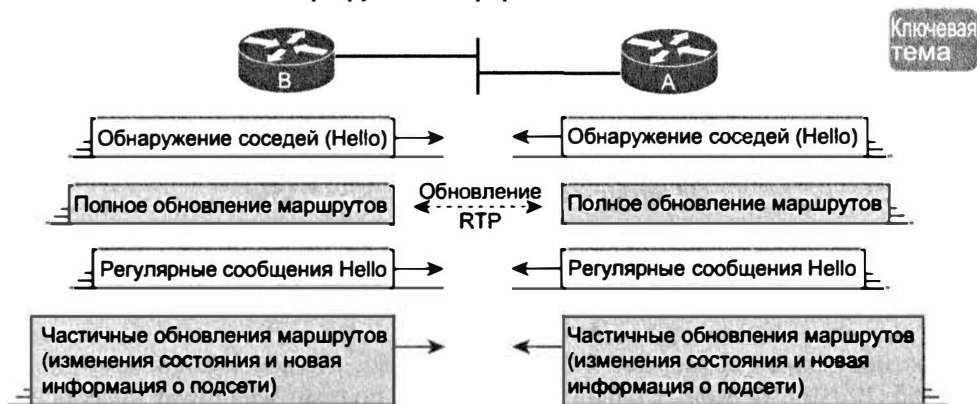 Ключевая
тема
B
A
Обнаружение соседей (Hello)
Обнаружение соседей (Hello)
Полное обновление маршрутов
Обновление
RTP
Полное обновление маршрутов
Регулярные сообщения Hello
Регулярные сообщения Hello
Частичные обновления маршрутов
(изменения состояния и новая
информация о подсети)
Частичные обновления маршрутов
(изменения состояния и новая
информация о подсети)